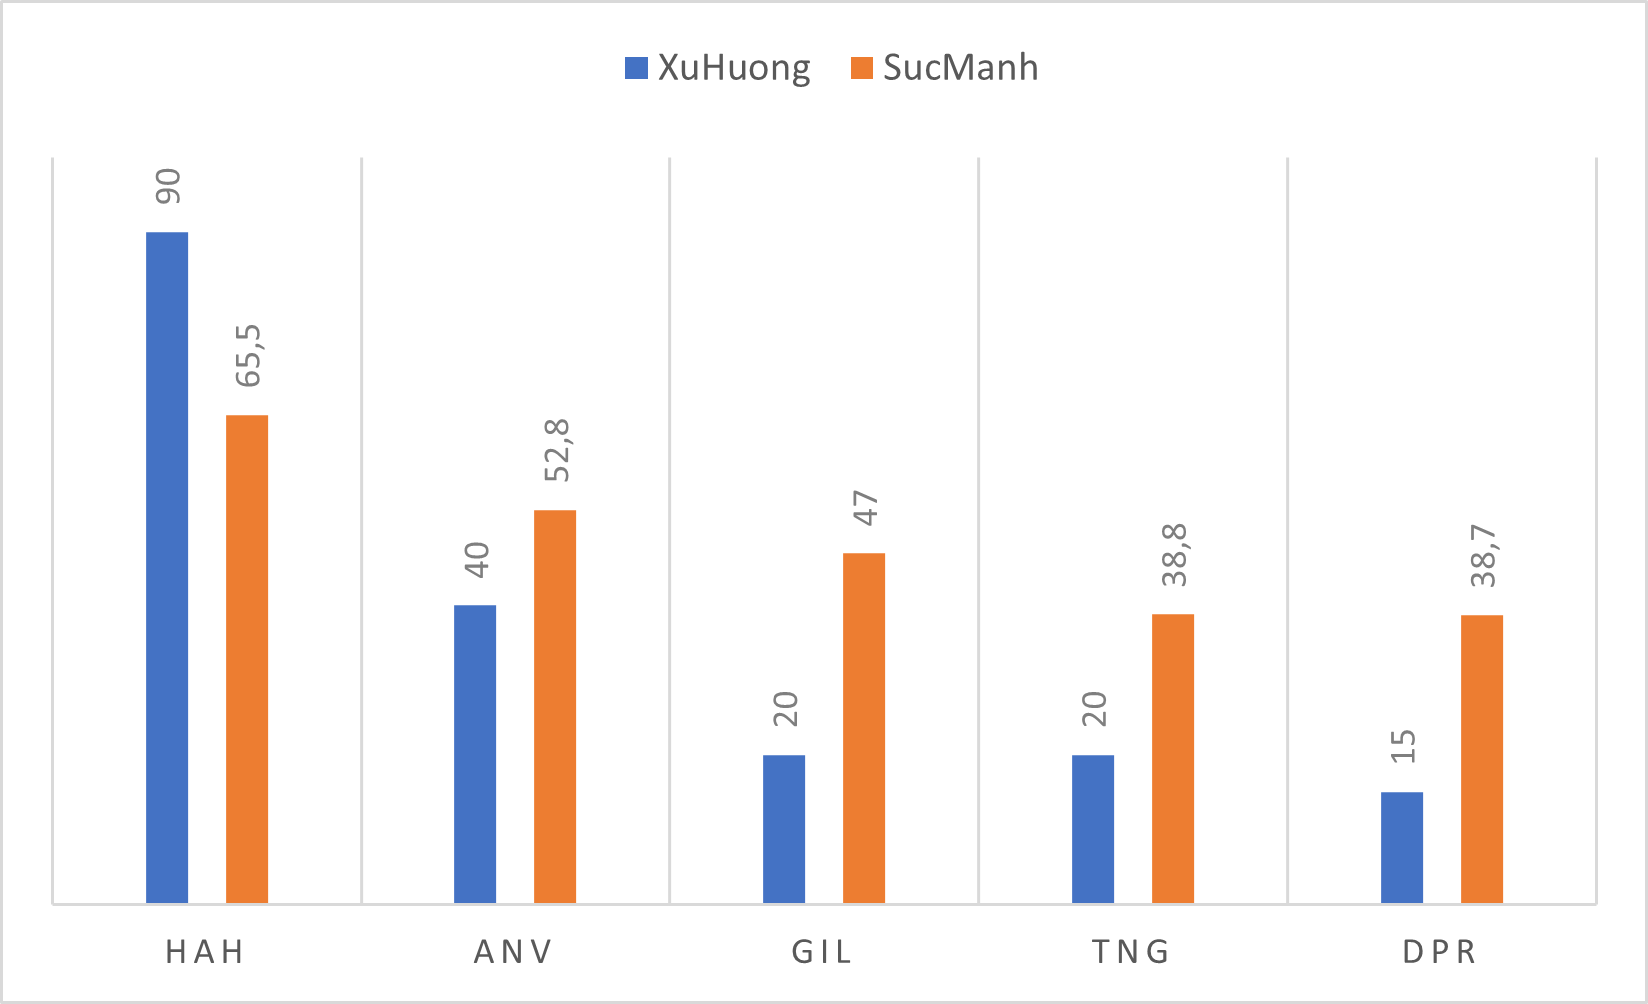 XuHuong SucManh
90 65,5 40 52,8 20 47 20 38,8 15 38,7
HAH ANV GIL TNG DPR